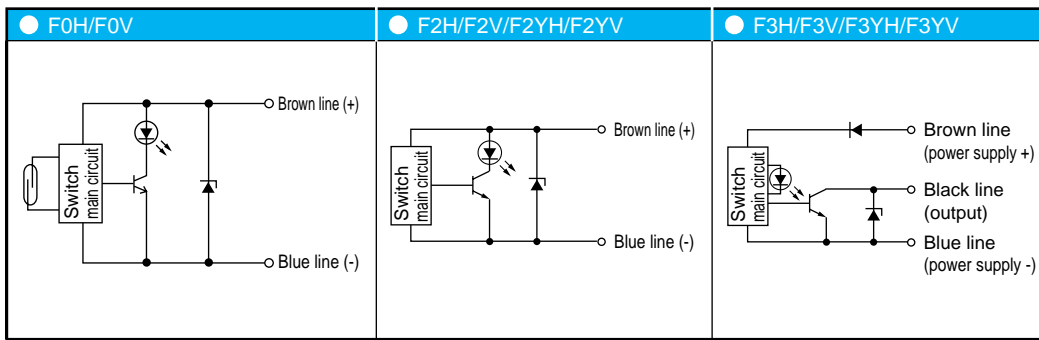 F0H/F0V
F2H/F2V/F2YH/F2YV
F3H/F3V/F3YH/F3YV
Switch
main circuit
Brown line (+)
Blue line (-)
Switch
main circuit
Brown line (+)
Blue line (-)
Switch
main circuit
Brown line
(power supply +)
Black line
(output)
Blue line
(power supply -)